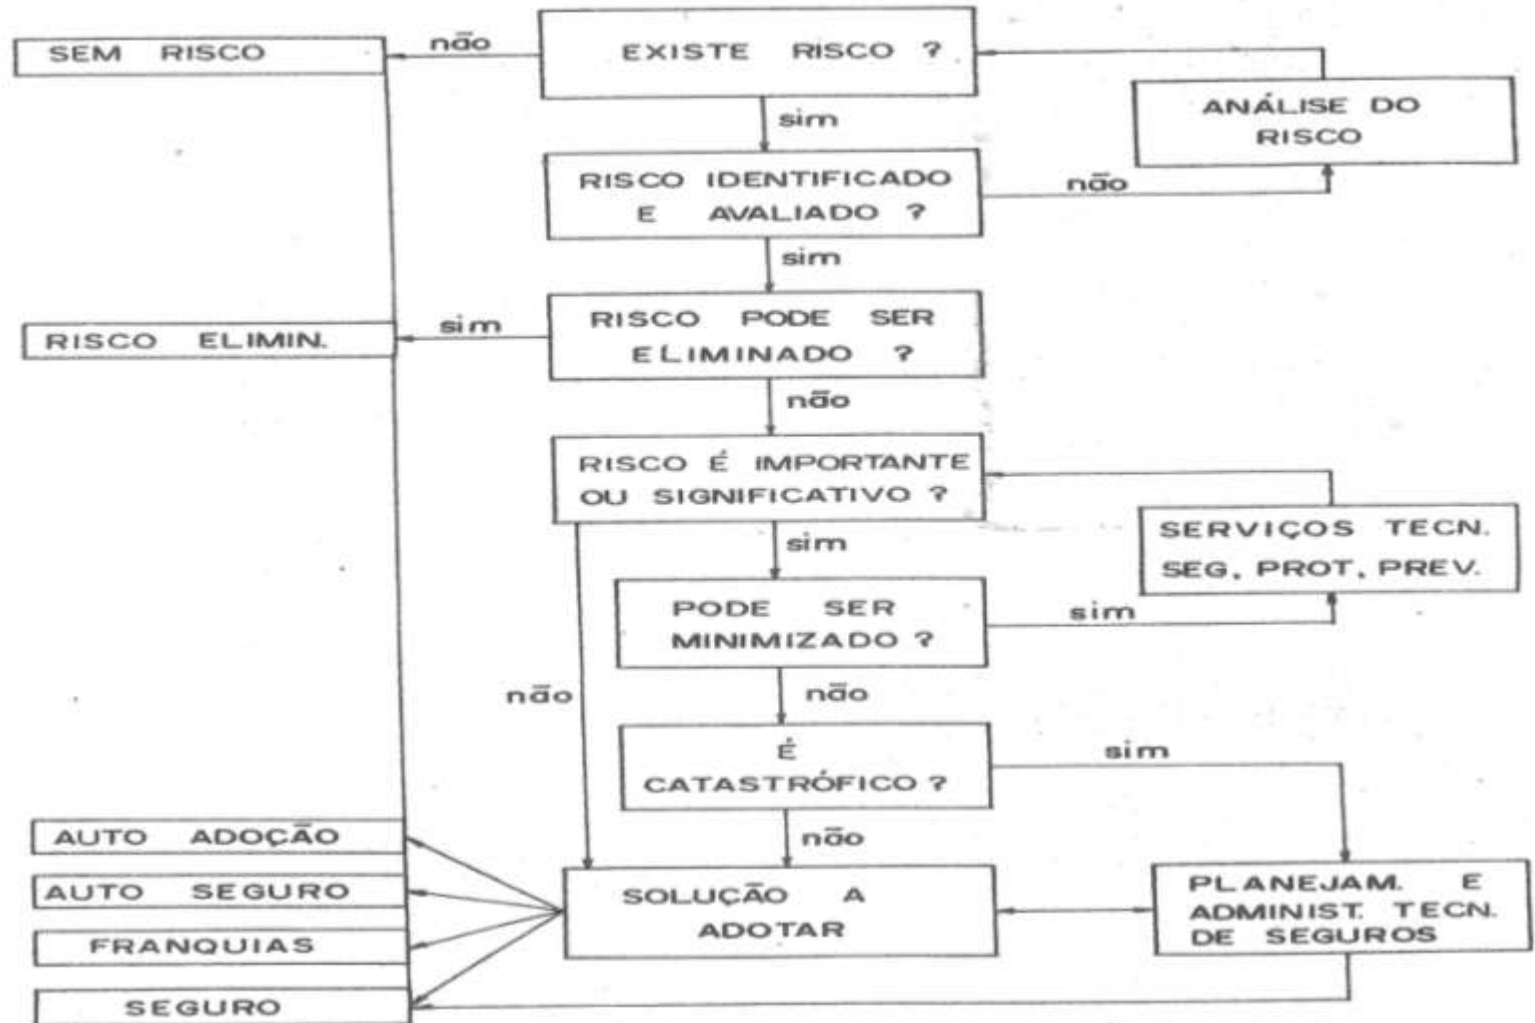 EXISTE RISCO ?
não
SEM RISCO
sim
ANÁLISE DO
RISCO
RISCO IDENTIFICADO
E AVALIADO ?
não
sim
RISCO PODE SER
ELIMINADO ?
sim
RISCO ELIMIN.
não
RISCO É IMPORTANTE
OU SIGNIFICATIVO ?
sim
SERVIÇOS TECN.
SEG, PROT, PREV.
PODE SER
MINIMIZADO ?
sim
não
não
É
CATASTRÓFICO ?
sim
não
AUTO ADOÇÃO
AUTO SEGURO
FRANQUIAS
SEGURO
SOLUÇÃO A
ADOTAR
PLANEJAM. E
ADMINIST. TECN.
DE SEGUROS